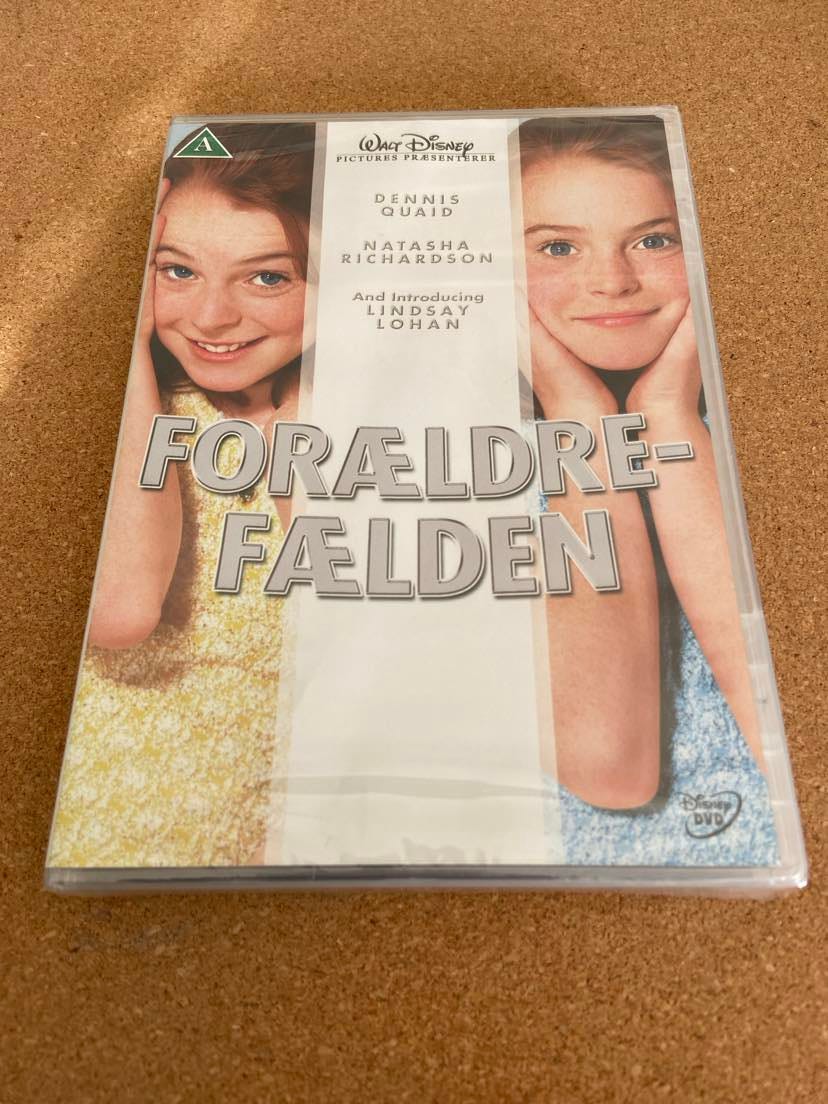 A
WALT DISNEY
PICTURES PRÆSENTERER
DENNIS
QUAID
NATASHA
RICHARDSON
And Introducing
LINDSAY
LOHAN
FORÆLDRE-
FÆLDEN
DISNEY
DVD